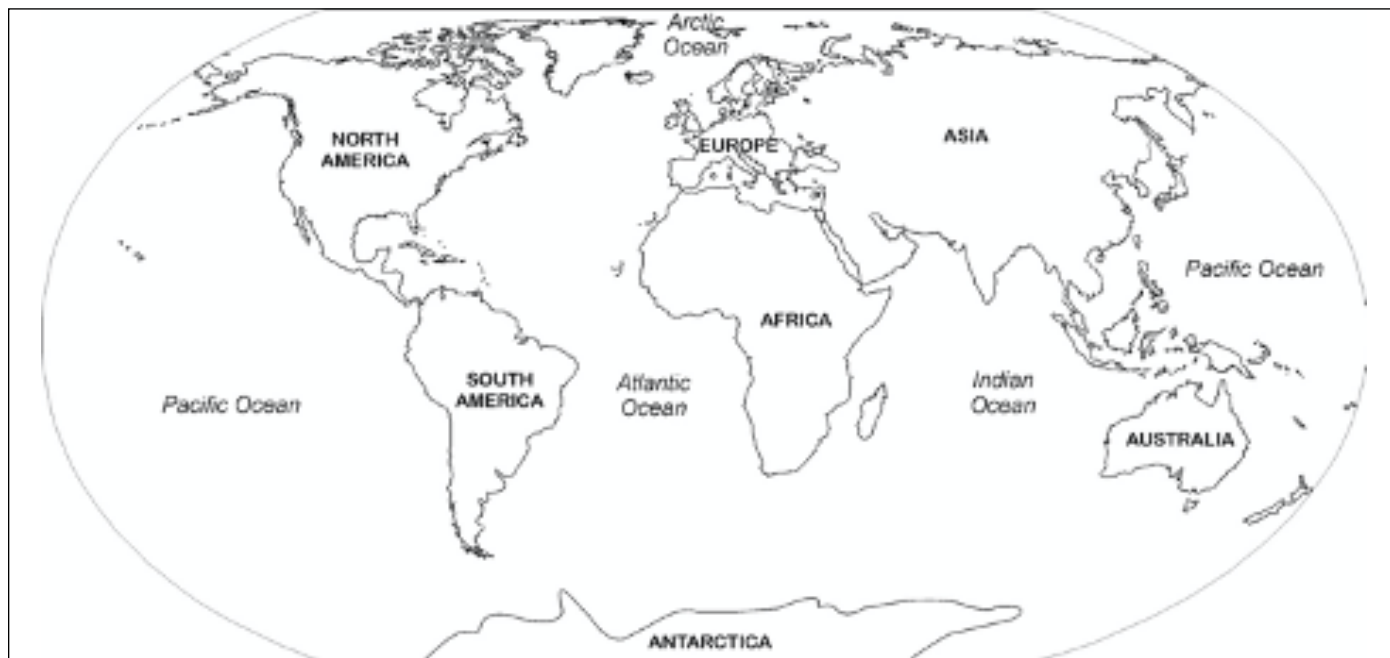 Arctic
Ocean
NORTH
AMERICA
EUROPE
ASIA
Pacific Ocean
AFRICA
SOUTH
AMERICA
Atlantic
Ocean
Indian
Ocean
Pacific Ocean
AUSTRALIA
ANTARCTICA